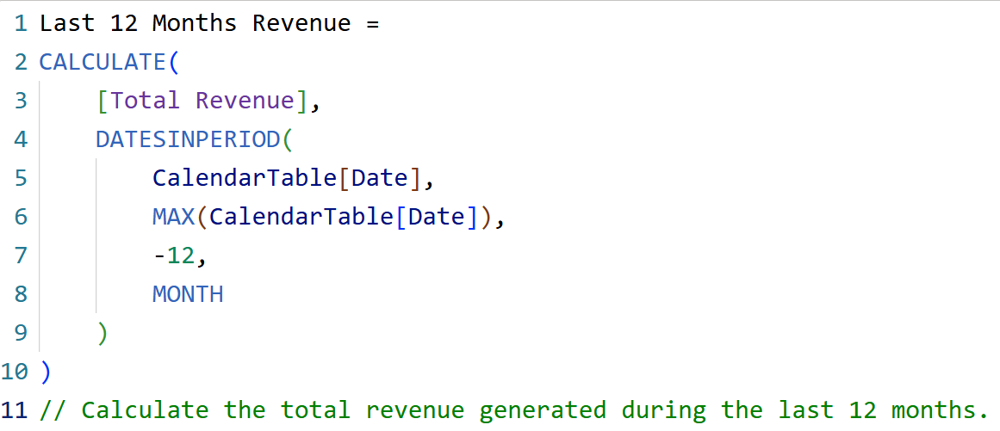 1 Last 12 Months Revenue =
2 CALCULATE(
3     [Total Revenue],
4     DATESINPERIOD(
5         CalendarTable[Date],
6         MAX(CalendarTable[Date]),
7         -12,
8         MONTH
9     )
10 )
11 // Calculate the total revenue generated during the last 12 months.